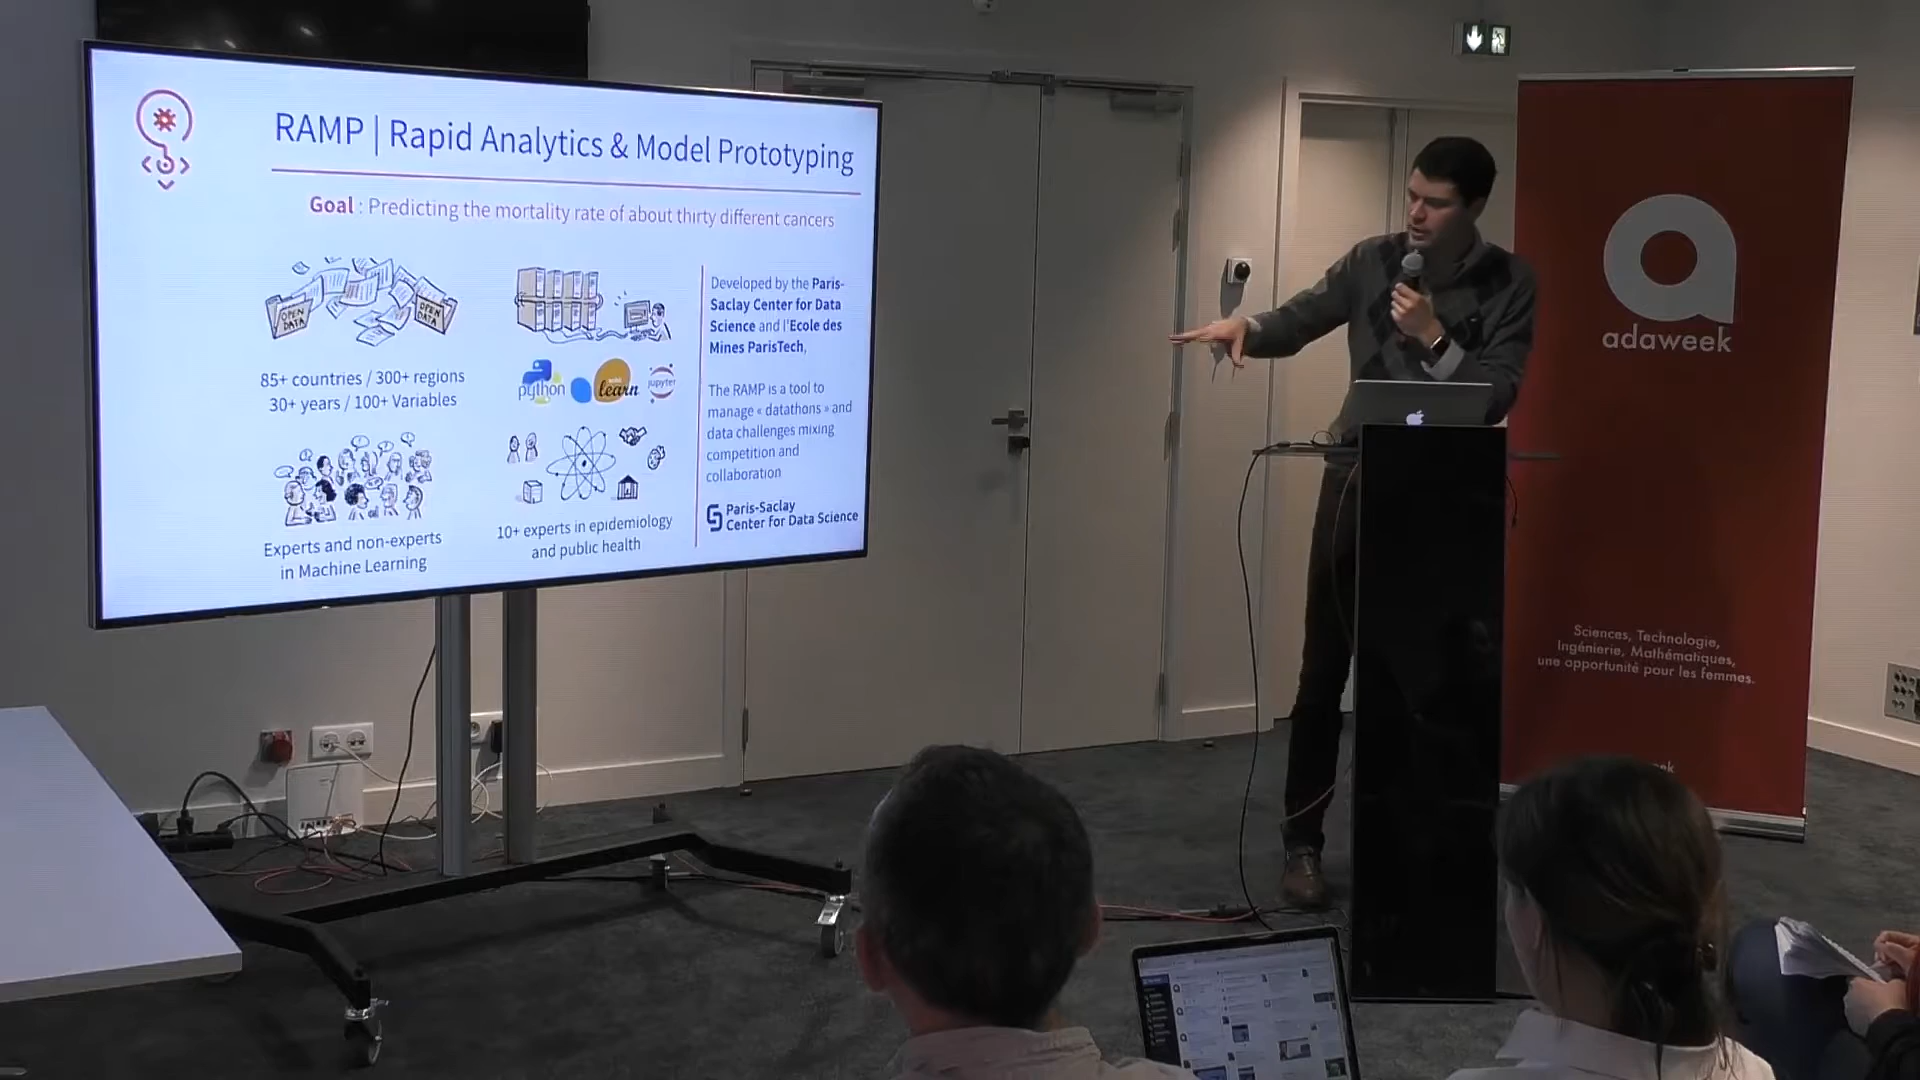 RAMP | Rapid Analytics & Model Prototyping
Goal : Predicting the mortality rate of about thirty different cancers
OPEN
DATA
OPEN
DATA
85+ countries / 300+ regions
30+ years / 100+ Variables
python
learn
jupyter
Experts and non-experts
in Machine Learning
10+ experts in epidemiology
and public health
Developed by the Paris-
Saclay Center for Data
Science and l'Ecole des
Mines ParisTech,
The RAMP is a tool to
manage « datathons » and
data challenges mixing
competition and
collaboration
Paris-Saclay
Center for Data Science
adaweek
Sciences, Technologie,
Ingénierie, Mathématiques,
une opportunité pour les femmes.